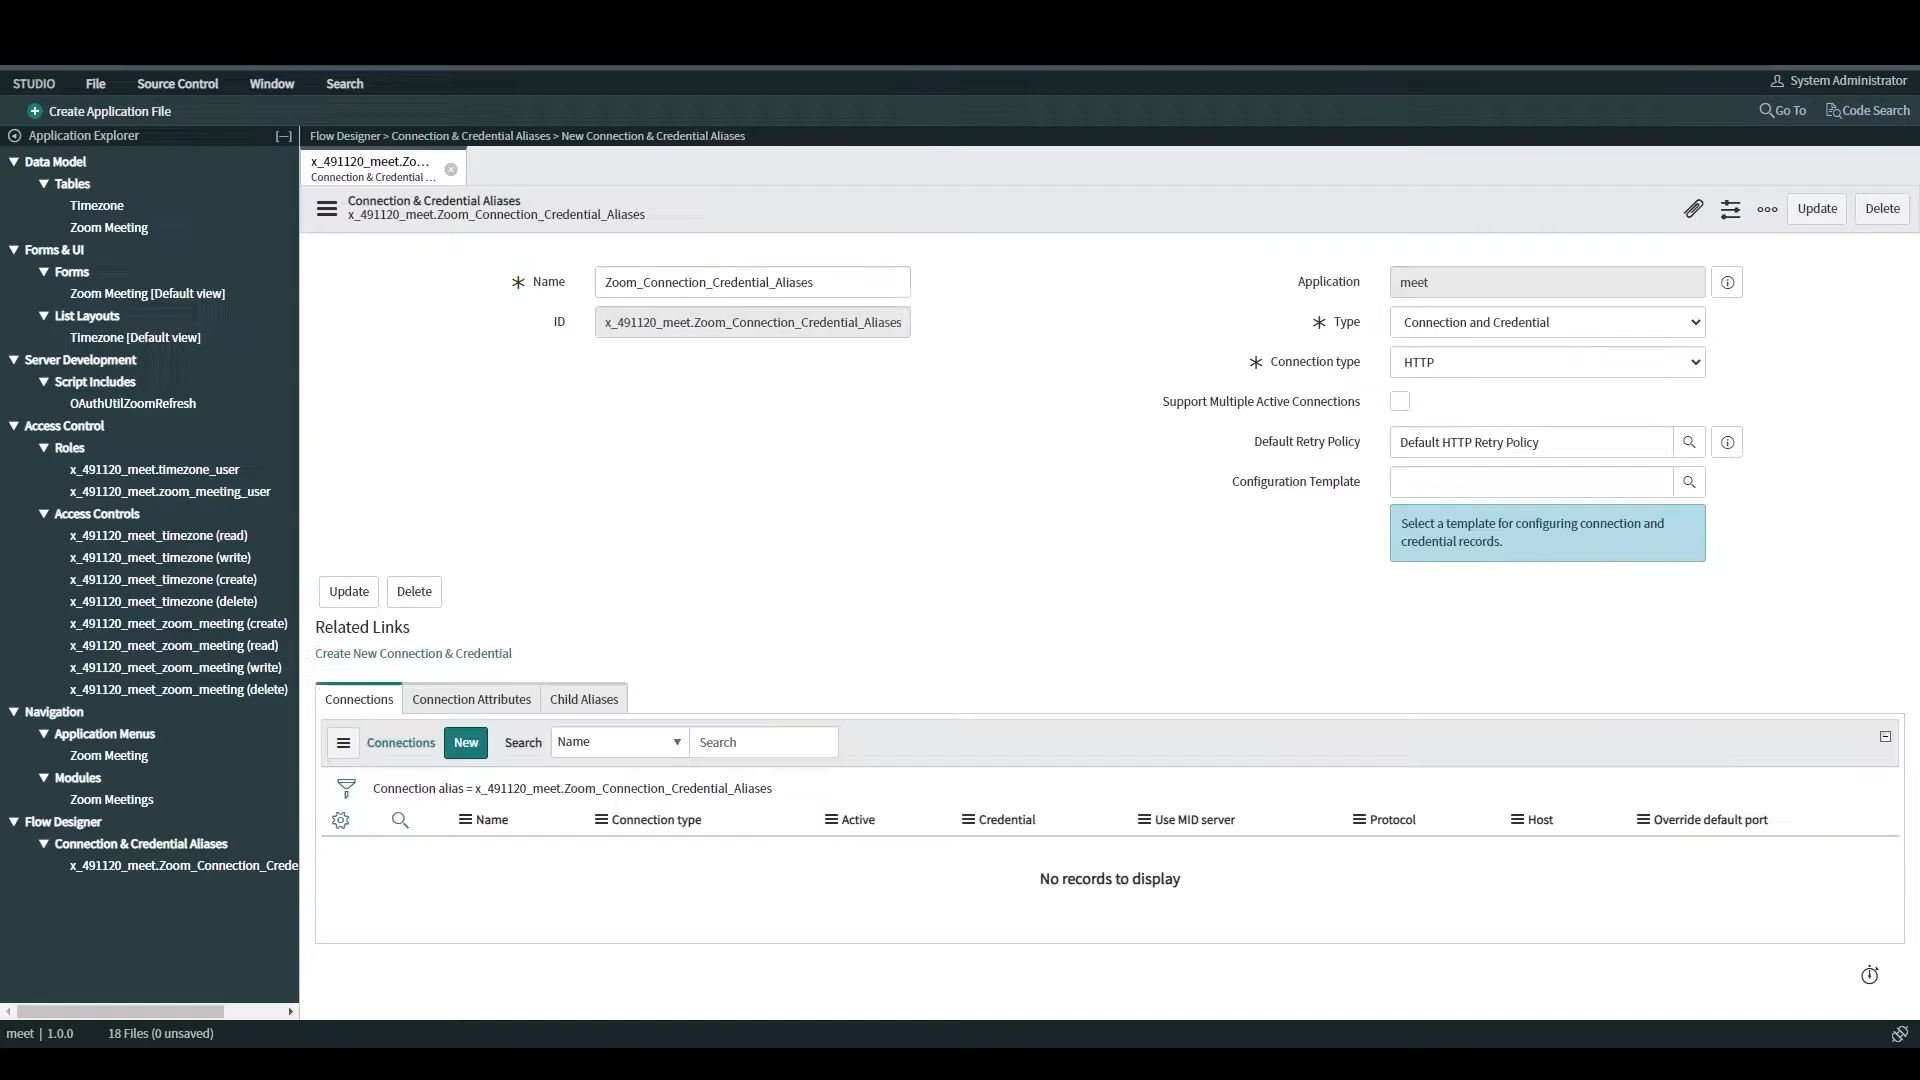 STUDIO File Source Control Window Search
System Administrator
Create Application File
Go To Code Search
Application Explorer [—]
Flow Designer > Connection & Credential Aliases > New Connection & Credential Aliases
Data Model
Tables
Timezone
Zoom Meeting
Forms & UI
Forms
Zoom Meeting [Default view]
List Layouts
Timezone [Default view]
Server Development
Script Includes
OAuthUtilZoomRefresh
Access Control
Roles
x_491120_meet.timezone_user
x_491120_meet.zoom_meeting_user
Access Controls
x_491120_meet_timezone (read)
x_491120_meet_timezone (write)
x_491120_meet_timezone (create)
x_491120_meet_timezone (delete)
x_491120_meet_zoom_meeting (create)
x_491120_meet_zoom_meeting (read)
x_491120_meet_zoom_meeting (write)
x_491120_meet_zoom_meeting (delete)
Navigation
Application Menus
Zoom Meeting
Modules
Zoom Meetings
Flow Designer
Connection & Credential Aliases
x_491120_meet.Zoom_Connection_Crede
x_491120_meet.Zo...
Connection & Credential ...
Connection & Credential Aliases
x_491120_meet.Zoom_Connection_Credential_Aliases
Update Delete
Name Zoom_Connection_Credential_Aliases
ID x_491120_meet.Zoom_Connection_Credential_Aliases
Application meet
Type Connection and Credential
Connection type HTTP
Support Multiple Active Connections
Default Retry Policy Default HTTP Retry Policy
Configuration Template
Select a template for configuring connection and
credential records.
Update Delete
Related Links
Create New Connection & Credential
Connections Connection Attributes Child Aliases
Connections New Search Name Search
Connection alias = x_491120_meet.Zoom_Connection_Credential_Aliases
Name Connection type Active Credential Use MID server Protocol Host Override default port
No records to display
meet | 1.0.0 18 Files (0 unsaved)